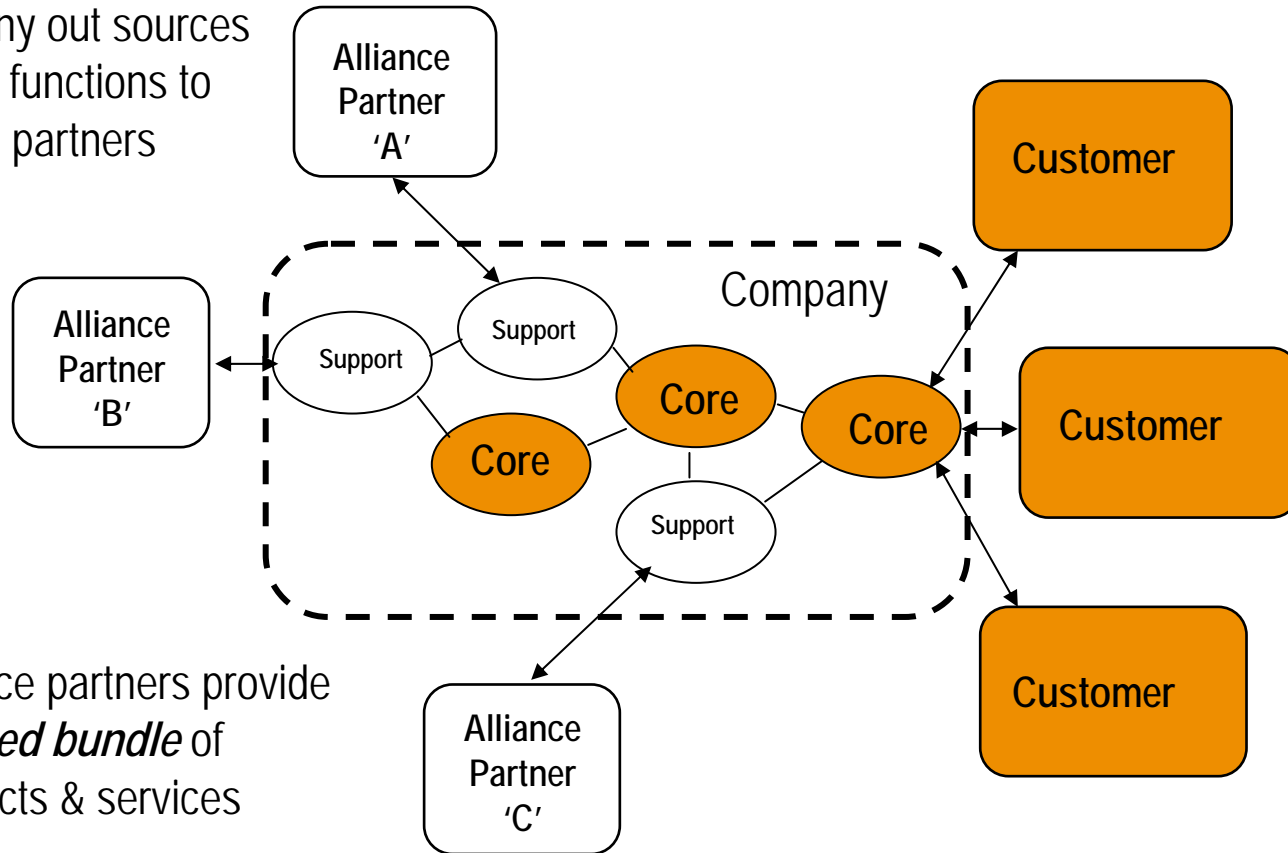 ny out sources
functions to
partners
Alliance
Partner
‘A’
Customer
Company
Alliance
Partner
‘B’
Support
Support
Core
Core
Core
Customer
Support
ce partners provide
ed bundle of
cts & services
Alliance
Partner
‘C’
Customer